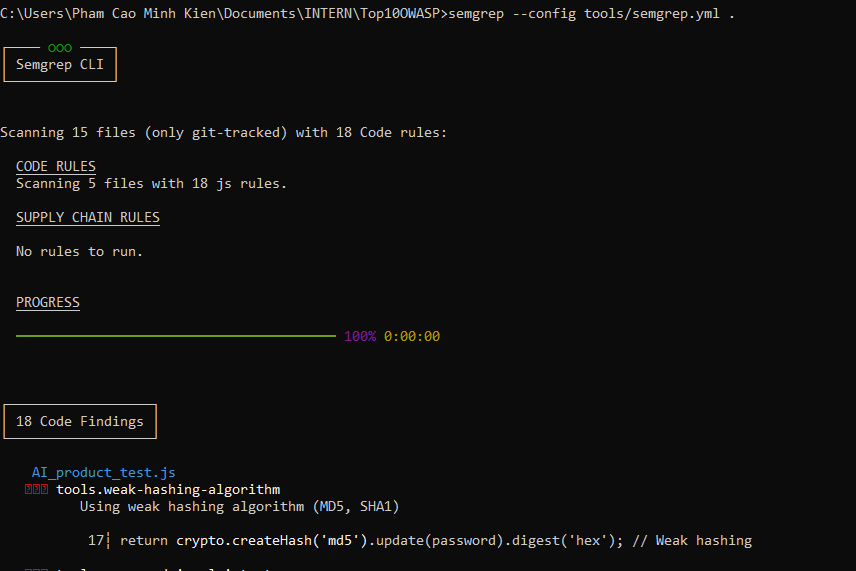 C:\Users\Pham Cao Minh Kien\Documents\INTERN\Top10OWASP>semgrep --config tools/semgrep.yml .
ooo
Semgrep CLI
Scanning 15 files (only git-tracked) with 18 Code rules:
CODE RULES
Scanning 5 files with 18 js rules.
SUPPLY CHAIN RULES
No rules to run.
PROGRESS
100% 0:00:00
18 Code Findings
AI_product_test.js
tools.weak-hashing-algorithm
Using weak hashing algorithm (MD5, SHA1)
17¦ return crypto.createHash('md5').update(password).digest('hex'); // Weak hashing